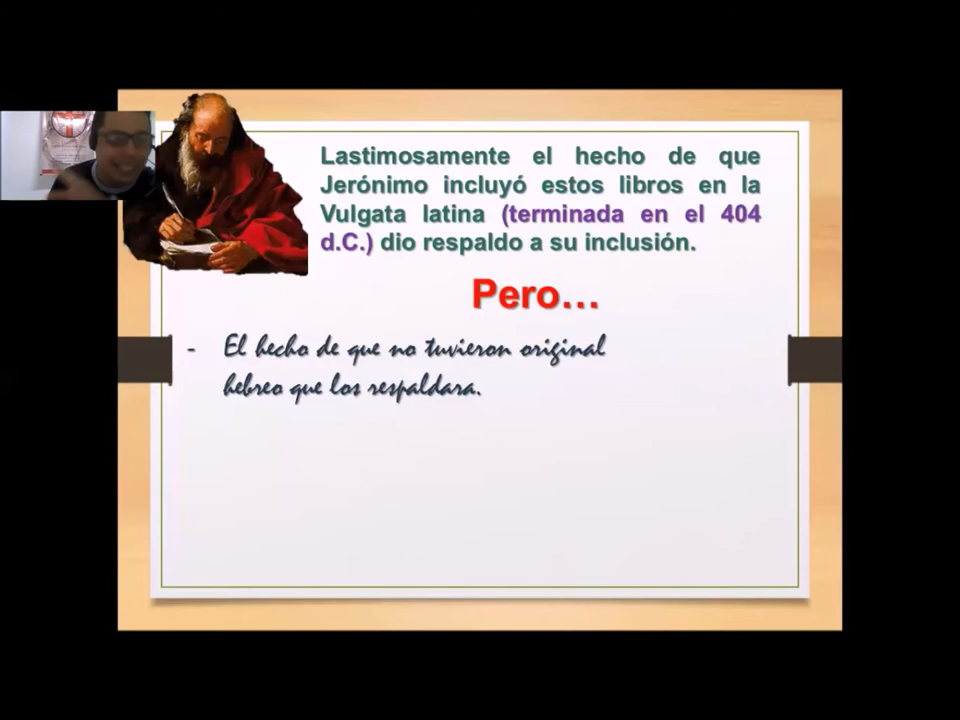 Lastimosamente el hecho de que
Jerónimo incluyó estos libros en la
Vulgata latina (terminada en el 404
d.C.) dio respaldo a su inclusión.
Pero...
- El hecho de que no tuvieron original
hebreo que los respaldara.